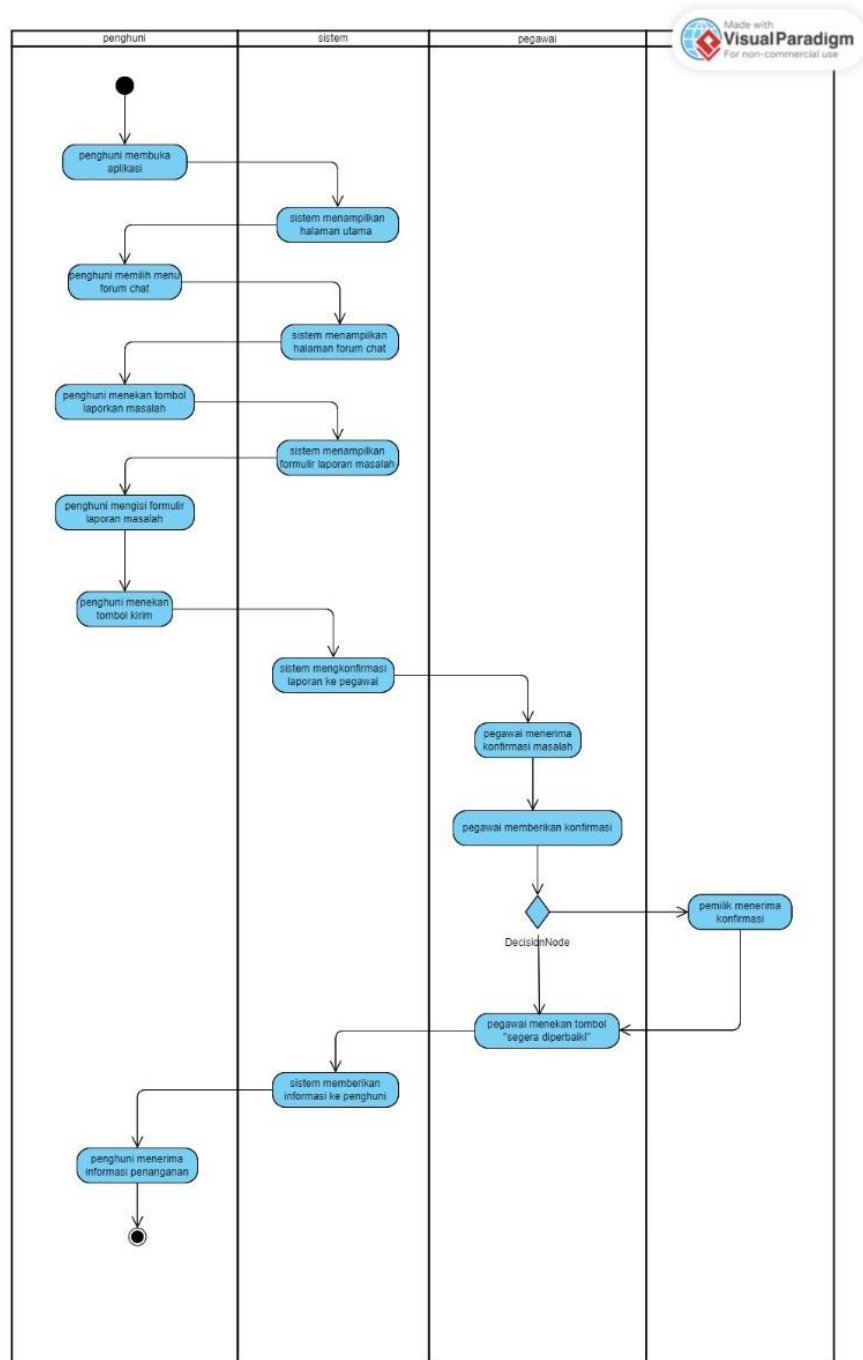 penghuni
sistem
pegawai
Made with
Visual Paradigm
For non-commercial use
penghuni membuka
aplikasi
sistem menampilkan
halaman utama
penghuni memilih menu
forum chat
sistem menampilkan
halaman forum chat
penghuni menekan tombol
laporkan masalah
sistem menampilkan
formulir laporan masalah
penghuni mengisi formulir
laporan masalah
penghuni menekan
tombol kirim
sistem mengkonfirmasi
laporan ke pegawai
pegawai menerima
konfirmasi masalah
pegawai memberikan konfirmasi
pemilik menerima
konfirmasi
DecisionNode
pegawai menekan tombol
"segera diperbaiki"
sistem memberikan
informasi ke penghuni
penghuni menerima
informasi penanganan